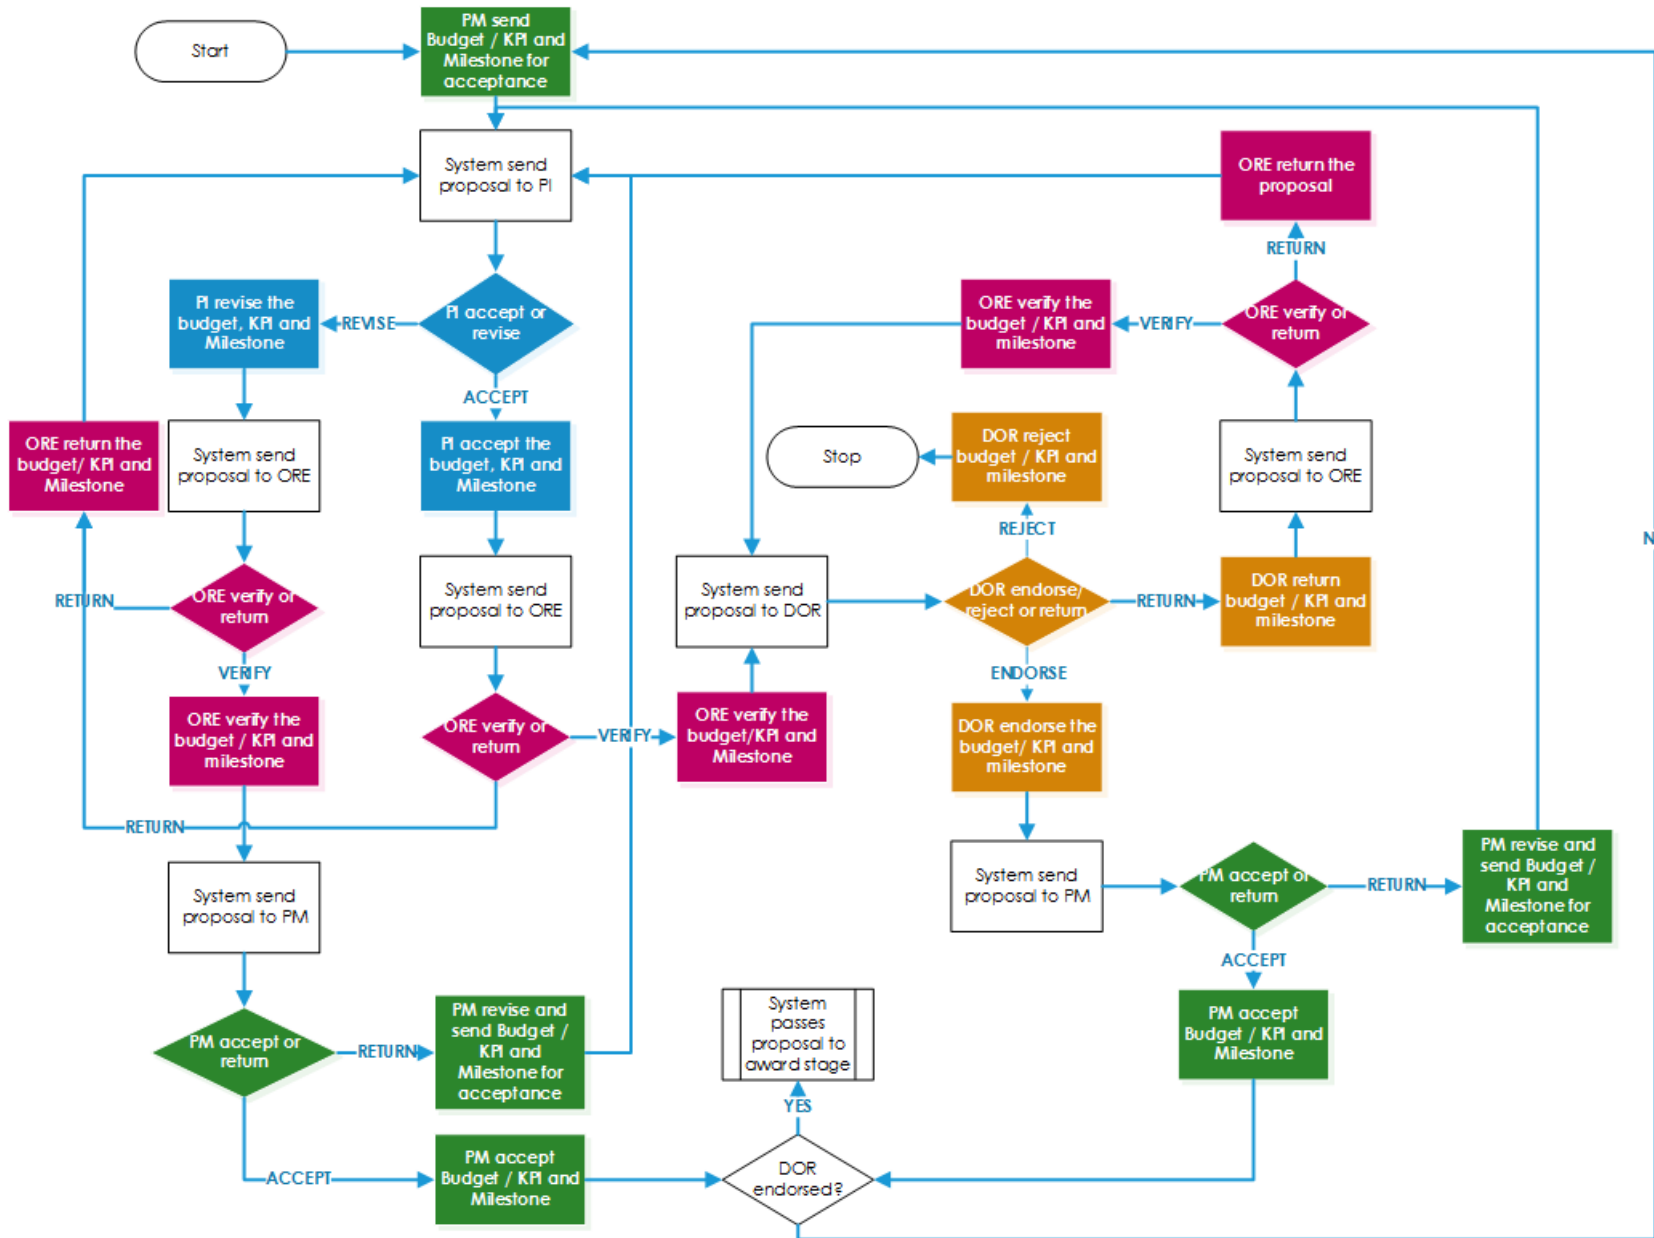 Start
PM send
Budget / KPI and
Milestone for
acceptance
System send
proposal to PI
ORE return the
proposal
RETURN
PI revise the
budget, KPI and
Milestone
REVISE
PI accept or
revise
ORE verify the
budget / KPI and
milestone
VERIFY
ORE verify or
return
ACCEPT
ORE return the
budget/ KPI and
Milestone
System send
proposal to ORE
PI accept the
budget, KPI and
Milestone
Stop
DOR reject
budget / KPI and
milestone
System send
proposal to ORE
REJECT
N
RETURN
ORE verify or
return
System send
proposal to ORE
System send
proposal to DOR
DOR endorse/
reject or return
RETURN
DOR return
budget / KPI and
milestone
VERIFY
ENDORSE
ORE verify the
budget / KPI and
milestone
ORE verify or
return
VERIFY
ORE verify the
budget/KPI and
Milestone
DOR endorse the
budget/ KPI and
milestone
RETURN
System send
proposal to PM
System send
proposal to PM
PM accept or
return
RETURN
PM revise and
send Budget /
KPI and
Milestone for
acceptance
ACCEPT
PM accept or
return
RETURN
PM revise and
send Budget /
KPI and
Milestone for
acceptance
System
passes
proposal to
award stage
PM accept
Budget / KPI and
Milestone
YES
ACCEPT
PM accept
Budget / KPI and
Milestone
DOR
endorsed?